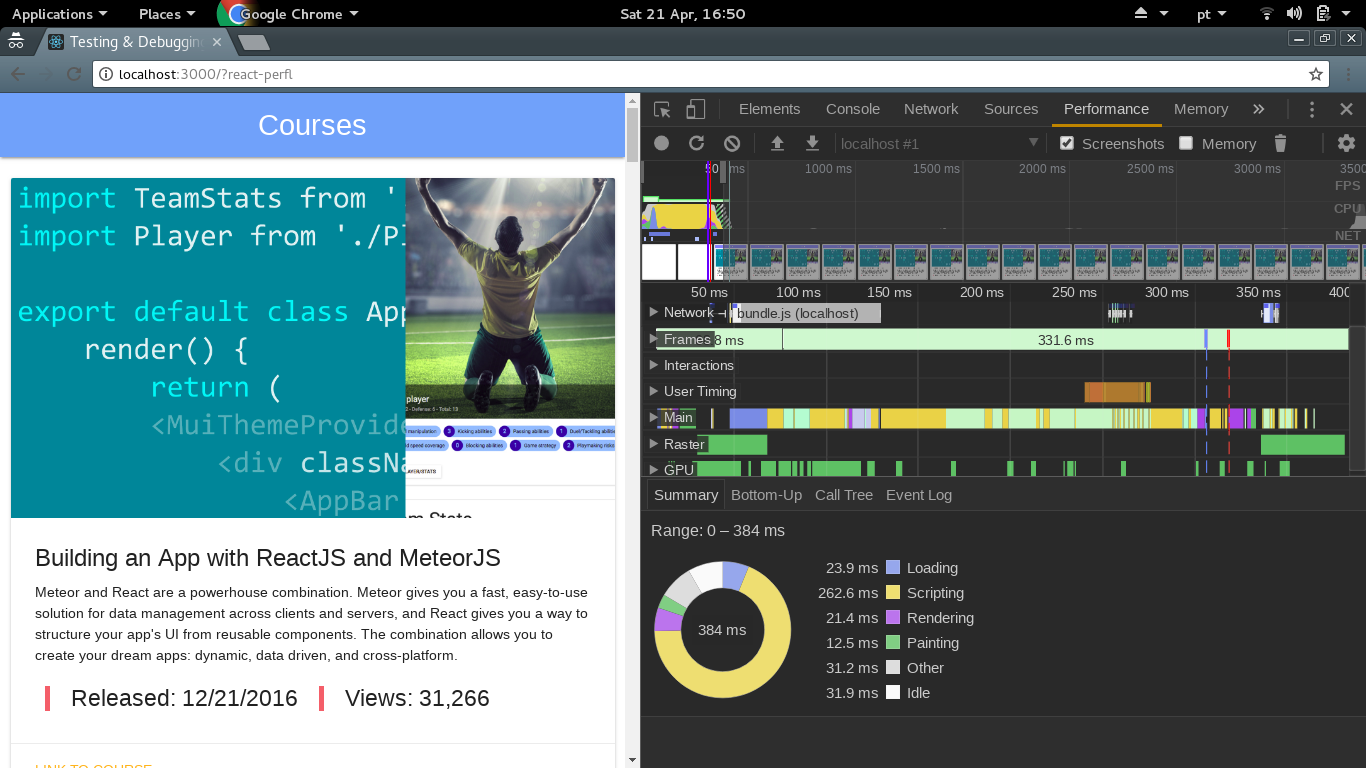 Applications
Places
Google Chrome
Sat 21 Apr, 16:50
pt
Testing & Debugging
localhost:3000/?react-perfl
Elements
Console
Network
Sources
Performance
Memory
localhost #1
Screenshots
Memory
Courses
ms
1000 ms
1500 ms
2000 ms
2500 ms
3000 ms
3500
FPS
CPU
NET
import TeamStats from '
import Player from './Pl
export default class App
render() {
return (
<MuiThemeProvide
<div classNa
<AppBar
player
50 ms
100 ms
150 ms
200 ms
250 ms
300 ms
350 ms
400
Network
bundle.js (localhost)
Frames
8 ms
331.6 ms
Interactions
User Timing
Main
Raster
GPU
Summary
Bottom-Up
Call Tree
Event Log
Range: 0 – 384 ms
384 ms
23.9 ms Loading
262.6 ms Scripting
21.4 ms Rendering
12.5 ms Painting
31.2 ms Other
31.9 ms Idle
Building an App with ReactJS and MeteorJS
Meteor and React are a powerhouse combination. Meteor gives you a fast, easy-to-use
solution for data management across clients and servers, and React gives you a way to
structure your app's UI from reusable components. The combination allows you to
create your dream apps: dynamic, data driven, and cross-platform.
Released: 12/21/2016
Views: 31,266
LINK TO COURSE